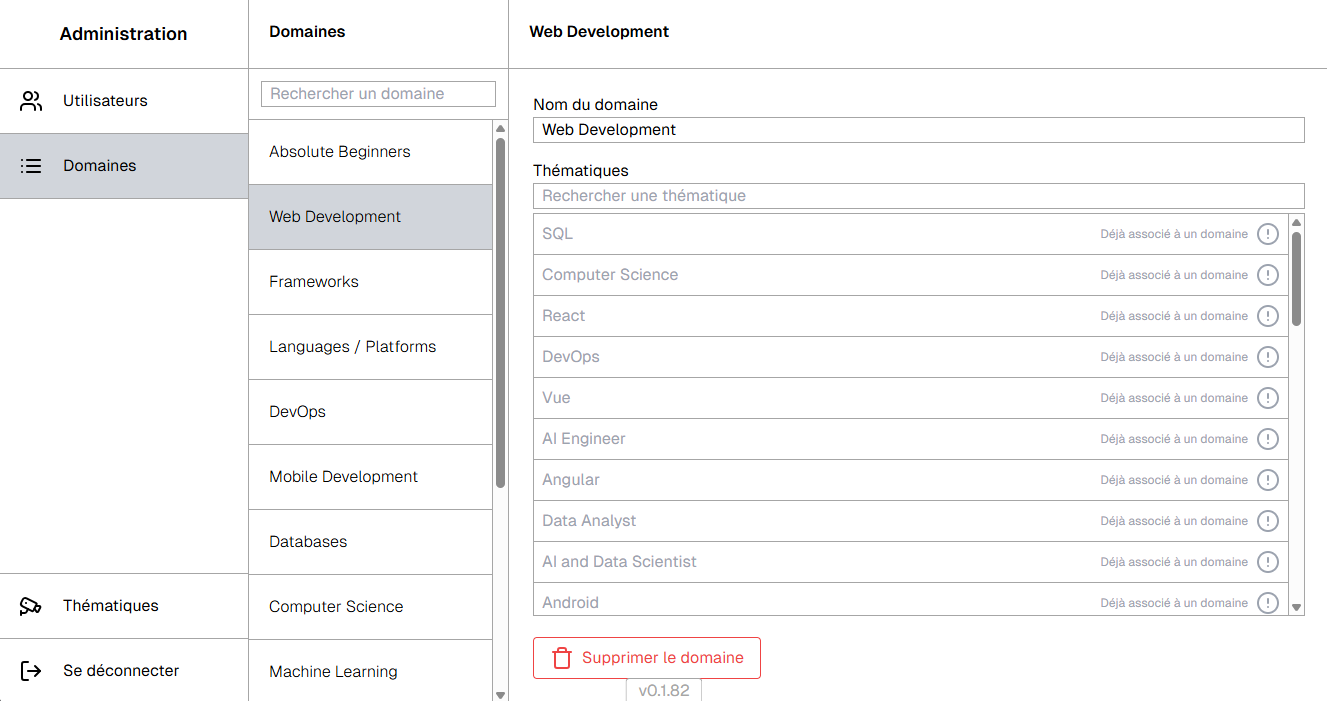 Administration
Utilisateurs
Domaines
Thématiques
Se déconnecter
Domaines
Rechercher un domaine
Absolute Beginners
Web Development
Frameworks
Languages / Platforms
DevOps
Mobile Development
Databases
Computer Science
Machine Learning
Web Development
Nom du domaine
Web Development
Thématiques
Rechercher une thématique
SQL Déjà associé à un domaine
Computer Science Déjà associé à un domaine
React Déjà associé à un domaine
DevOps Déjà associé à un domaine
Vue Déjà associé à un domaine
AI Engineer Déjà associé à un domaine
Angular Déjà associé à un domaine
Data Analyst Déjà associé à un domaine
AI and Data Scientist Déjà associé à un domaine
Android Déjà associé à un domaine
Supprimer le domaine
v0.1.82